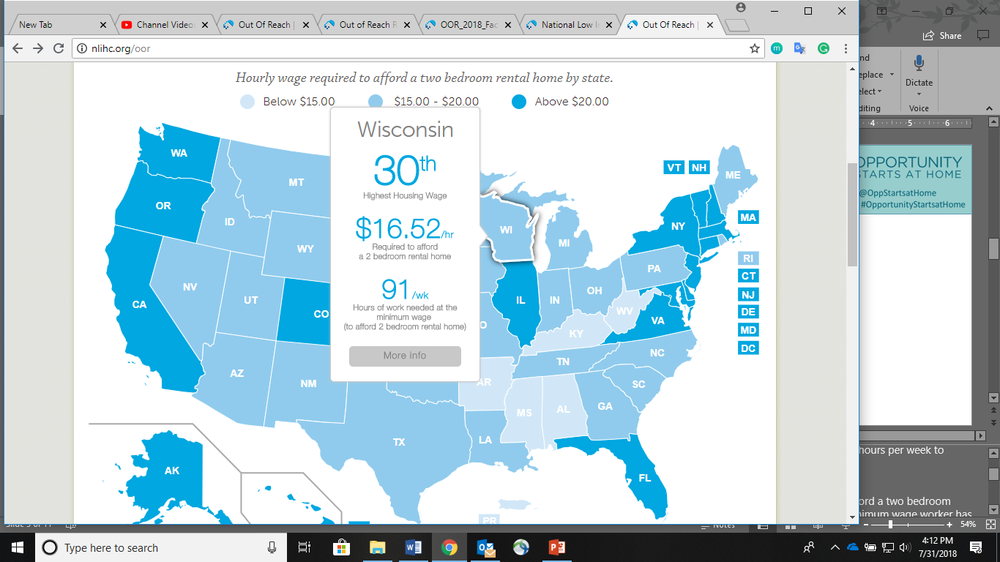 New Tab
Channel Videos
Out Of Reach |
Out of Reach R
OOR_2018_Fac
National Low I
Out Of Reach |
Share
nlihc.org/oor
Dictate
Voice
Hourly wage required to afford a two bedroom rental home by state.
Below $15.00
$15.00 - $20.00
Above $20.00
4 5 6
Wisconsin
30th
Highest Housing Wage
$16.52/hr
Required to afford
a 2 bedroom rental home
91/wk
Hours of work needed at the
minimum wage
(to afford 2 bedroom rental home)
More info
WA
OR
CA
ID
NV
MT
WY
UT
CO
AZ
NM
TX
WI
MI
IL
IN
OH
KY
WV
VA
PA
NY
ME
TN
NC
SC
GA
AL
MS
AR
LA
FL
AK
PR
VT NH
MA
RI
CT
NJ
DE
MD
DC
OPPORTUNITY
STARTS AT HOME
@OppStartsatHome
#OpportunityStartsatHome
hours per week to
ord a two bedroom
nimum wage worker has
Notes
54%
Type here to search
4:12 PM
7/31/2018